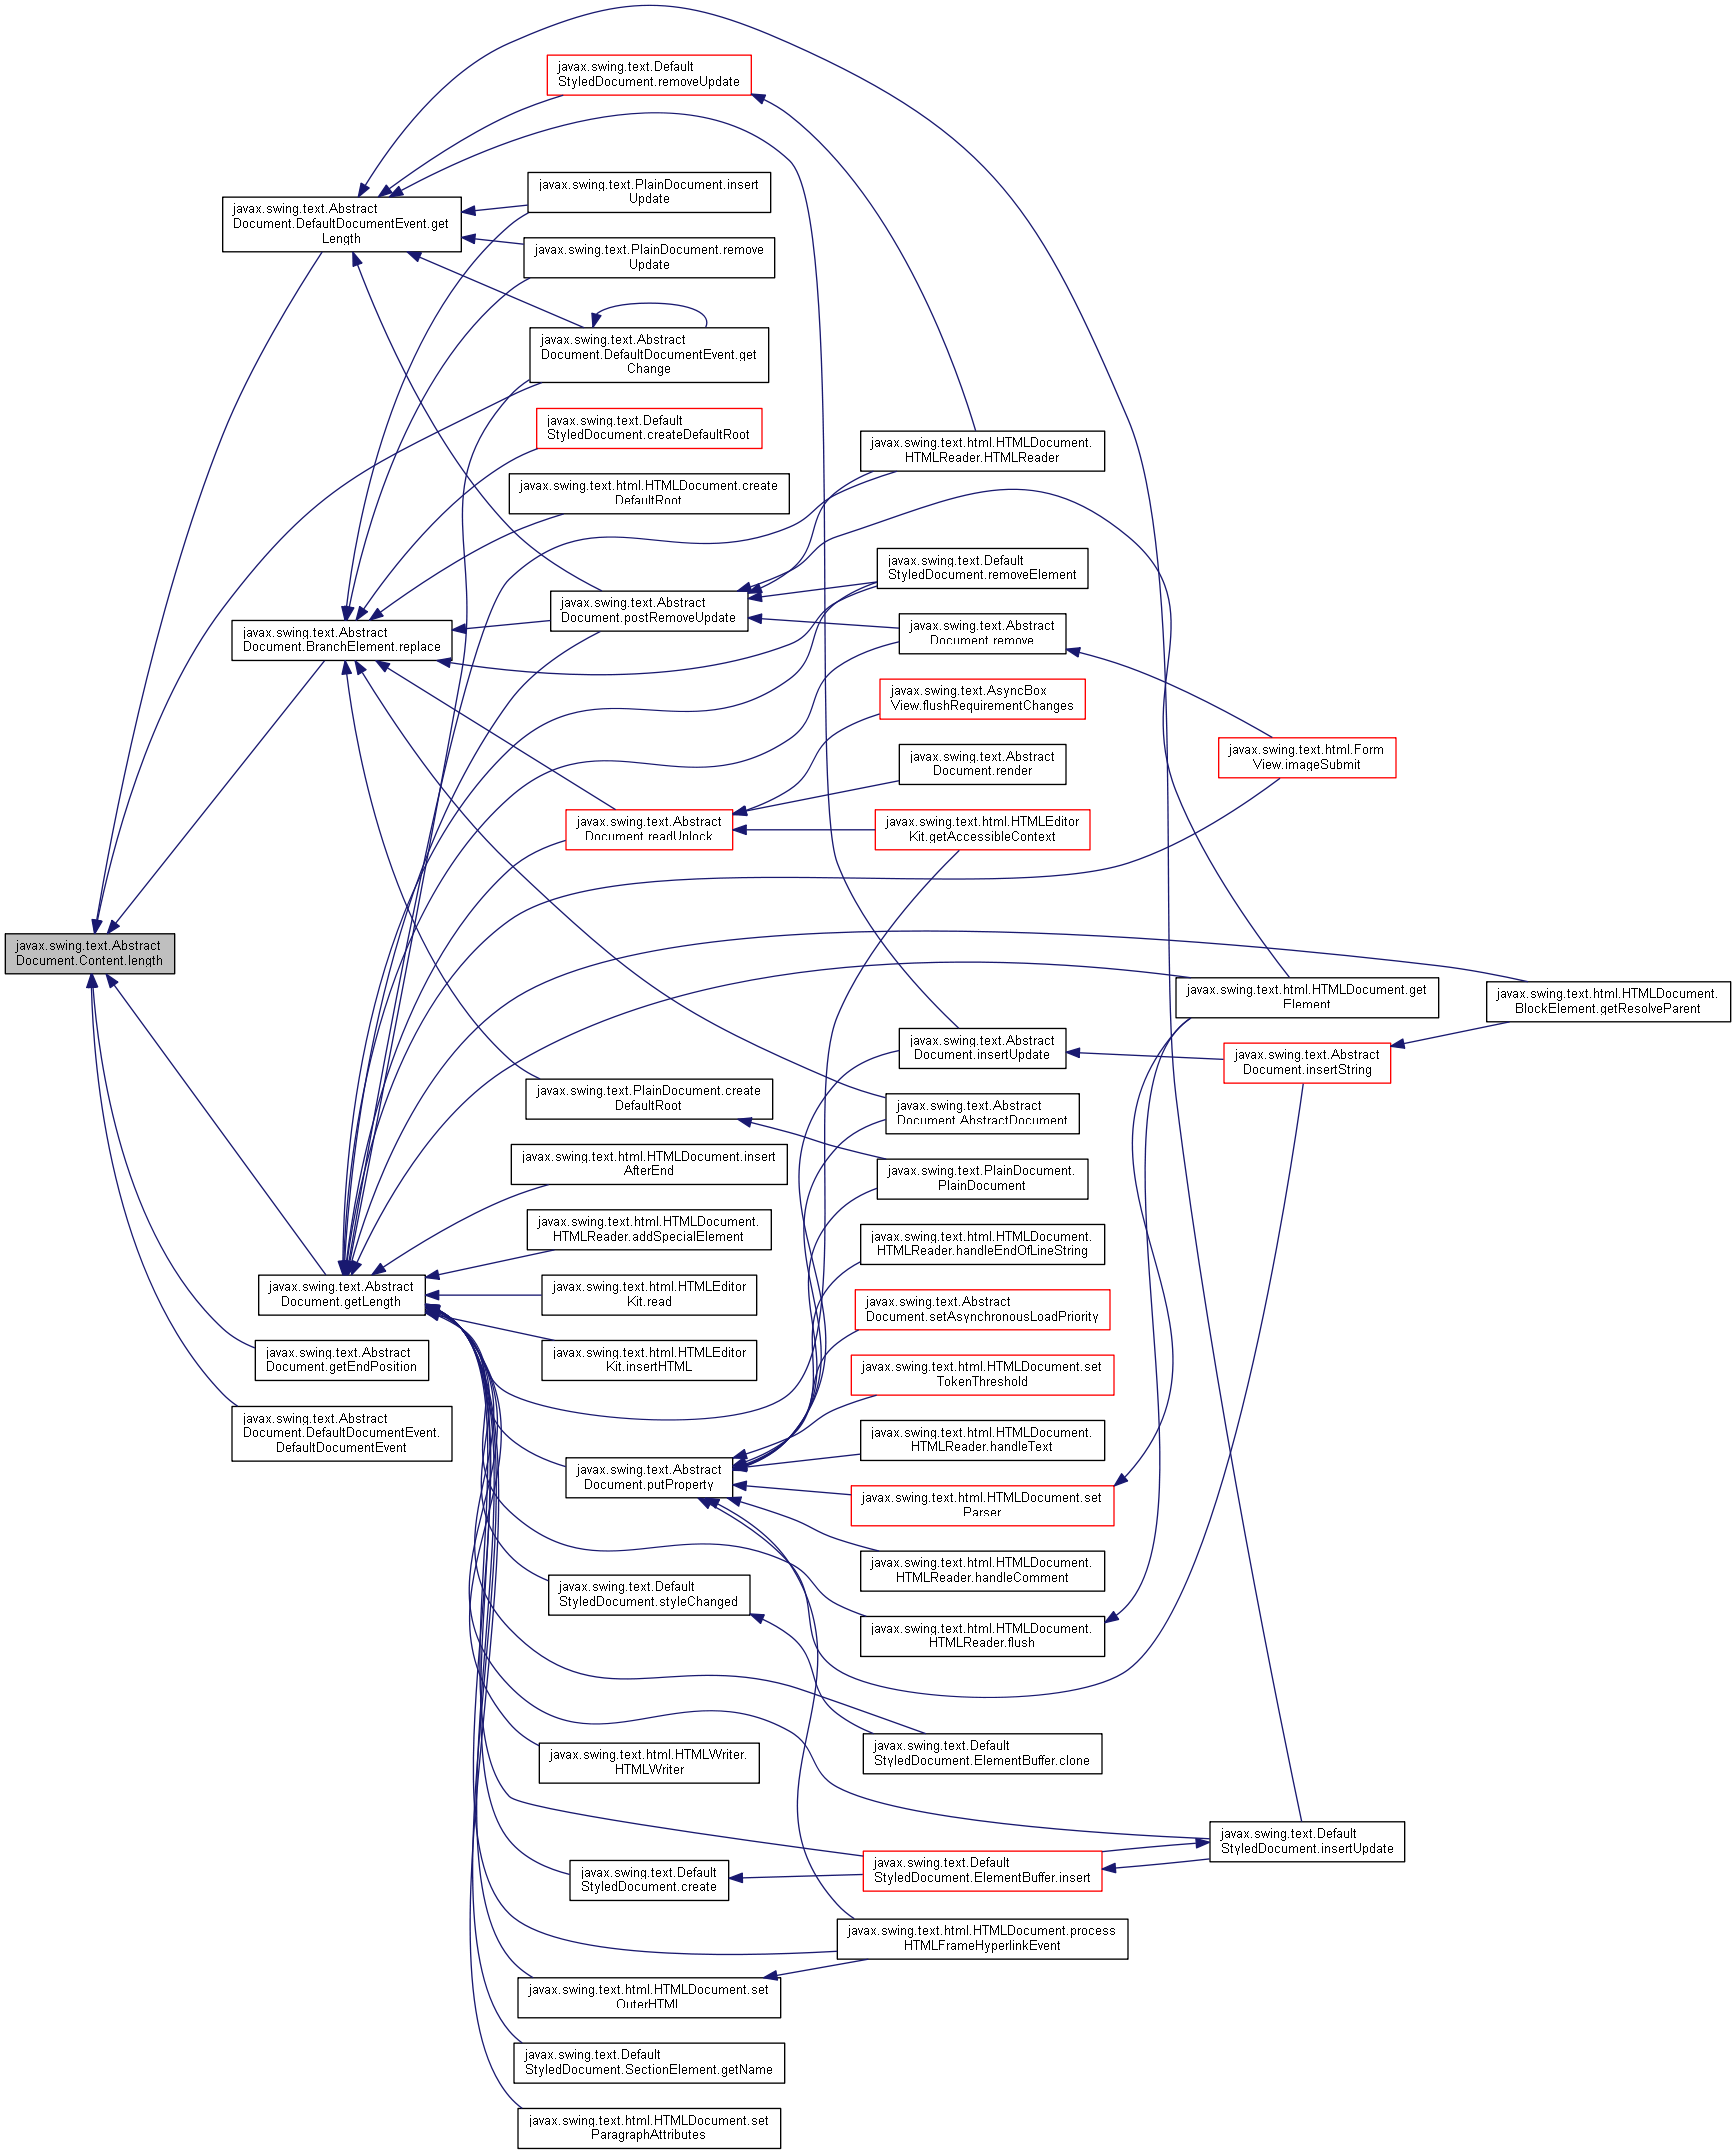 javax.swing.text.Default
StyledDocument.removeUpdate
javax.swing.text.PlainDocument.insert
Update
javax.swing.text.Abstract
Document.DefaultDocumentEvent.get
Length
javax.swing.text.PlainDocument.remove
Update
javax.swing.text.Abstract
Document.DefaultDocumentEvent.get
Change
javax.swing.text.Default
StyledDocument.createDefaultRoot
javax.swing.text.html.HTMLDocument.
HTMLReader.HTMLReader
javax.swing.text.html.HTMLDocument.create
DefaultRoot
javax.swing.text.Default
StyledDocument.removeElement
javax.swing.text.Abstract
Document.postRemoveUpdate
javax.swing.text.Abstract
Document.BranchElement.replace
javax.swing.text.Abstract
Document.remove
javax.swing.text.AsyncBox
View.flushRequirementChanges
javax.swing.text.html.Form
View.imageSubmit
javax.swing.text.Abstract
Document.render
javax.swing.text.Abstract
Document.readUnlock
javax.swing.text.html.HTMLEditor
Kit.getAccessibleContext
javax.swing.text.Abstract
Document.Content.length
javax.swing.text.html.HTMLDocument.get
Element
javax.swing.text.html.HTMLDocument.
BlockElement.getResolveParent
javax.swing.text.Abstract
Document.insertUpdate
javax.swing.text.Abstract
Document.insertString
javax.swing.text.PlainDocument.create
DefaultRoot
javax.swing.text.Abstract
Document.AbstractDocument
javax.swing.text.html.HTMLDocument.insert
AfterEnd
javax.swing.text.PlainDocument.
PlainDocument
javax.swing.text.html.HTMLDocument.
HTMLReader.addSpecialElement
javax.swing.text.html.HTMLDocument.
HTMLReader.handleEndOfLineString
javax.swing.text.Abstract
Document.getLength
javax.swing.text.html.HTMLEditor
Kit.read
javax.swing.text.Abstract
Document.setAsynchronousLoadPriority
javax.swing.text.Abstract
Document.getEndPosition
javax.swing.text.html.HTMLEditor
Kit.insertHTML
javax.swing.text.html.HTMLDocument.set
TokenThreshold
javax.swing.text.Abstract
Document.DefaultDocumentEvent.
DefaultDocumentEvent
javax.swing.text.html.HTMLDocument.
HTMLReader.handleText
javax.swing.text.Abstract
Document.putProperty
javax.swing.text.html.HTMLDocument.set
Parser
javax.swing.text.html.HTMLDocument.
HTMLReader.handleComment
javax.swing.text.Default
StyledDocument.styleChanged
javax.swing.text.html.HTMLDocument.
HTMLReader.flush
javax.swing.text.html.HTMLWriter.
HTMLWriter
javax.swing.text.Default
StyledDocument.ElementBuffer.clone
javax.swing.text.Default
StyledDocument.insertUpdate
javax.swing.text.Default
StyledDocument.create
javax.swing.text.Default
StyledDocument.ElementBuffer.insert
javax.swing.text.html.HTMLDocument.process
HTMLFrameHyperlinkEvent
javax.swing.text.html.HTMLDocument.set
OuterHTML
javax.swing.text.Default
StyledDocument.SectionElement.getName
javax.swing.text.html.HTMLDocument.set
ParagraphAttributes